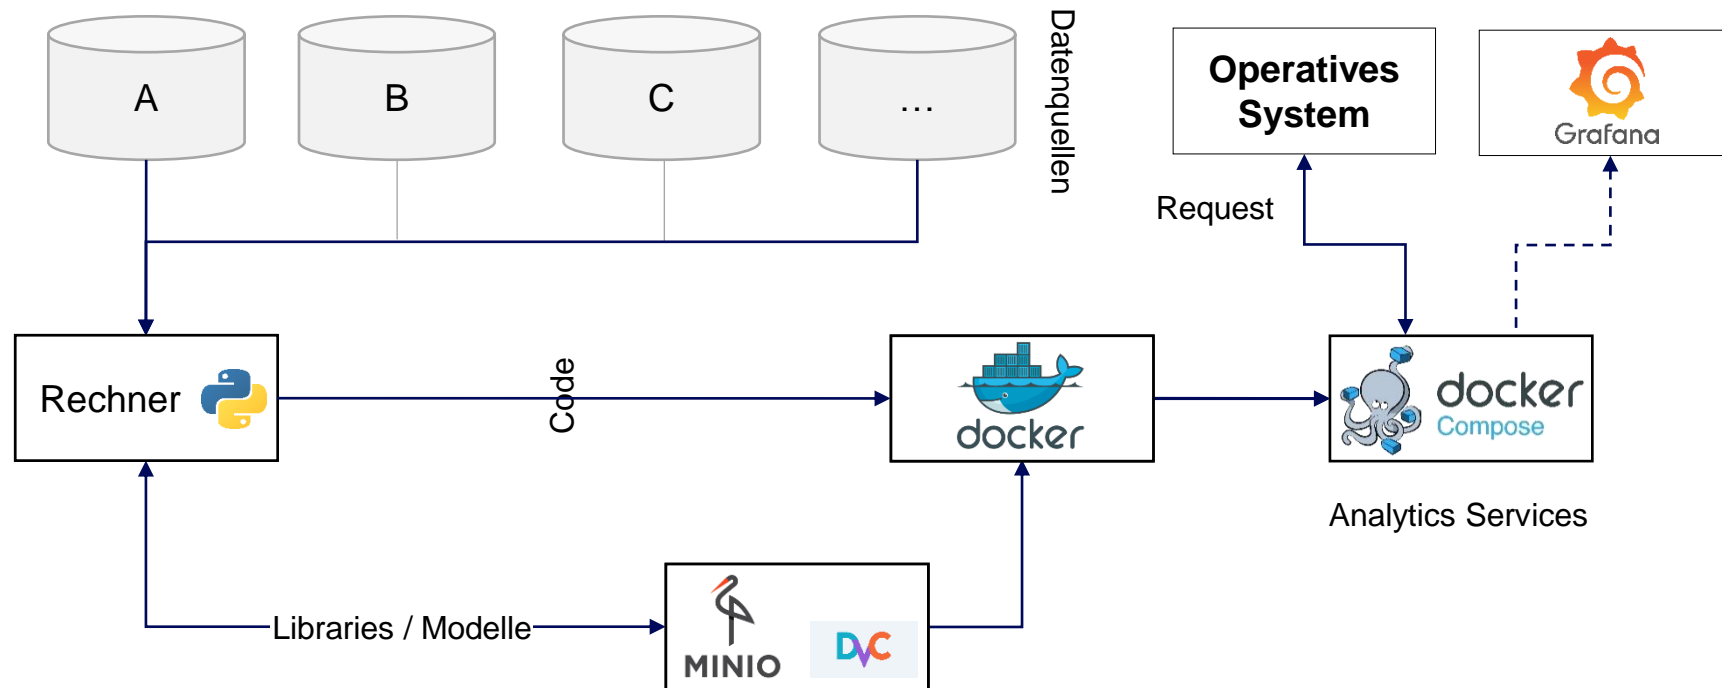 A
B
C
...
Datenquellen
Operatives
System
Grafana
Request
Rechner
Code
docker
docker
Compose
Analytics Services
Libraries / Modelle
MINIO
DVC